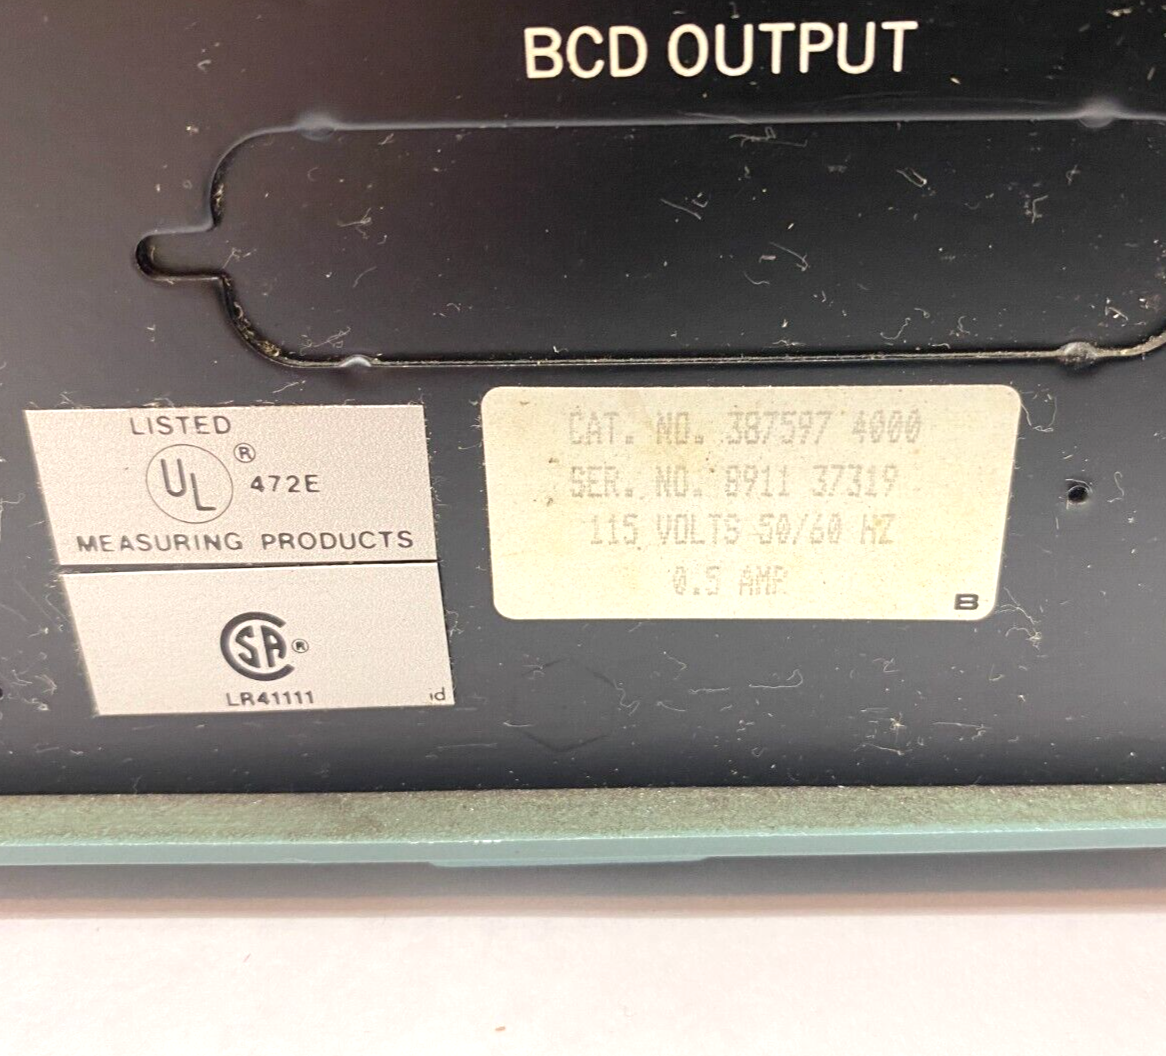 BCD OUTPUT
LISTED
UL ® 472E
MEASURING PRODUCTS
CSA ®
LR41111
id
CAT. NO. 387597 4000
SER. NO. 8911 37319
115 VOLTS 50/60 HZ
0.5 AMP
B